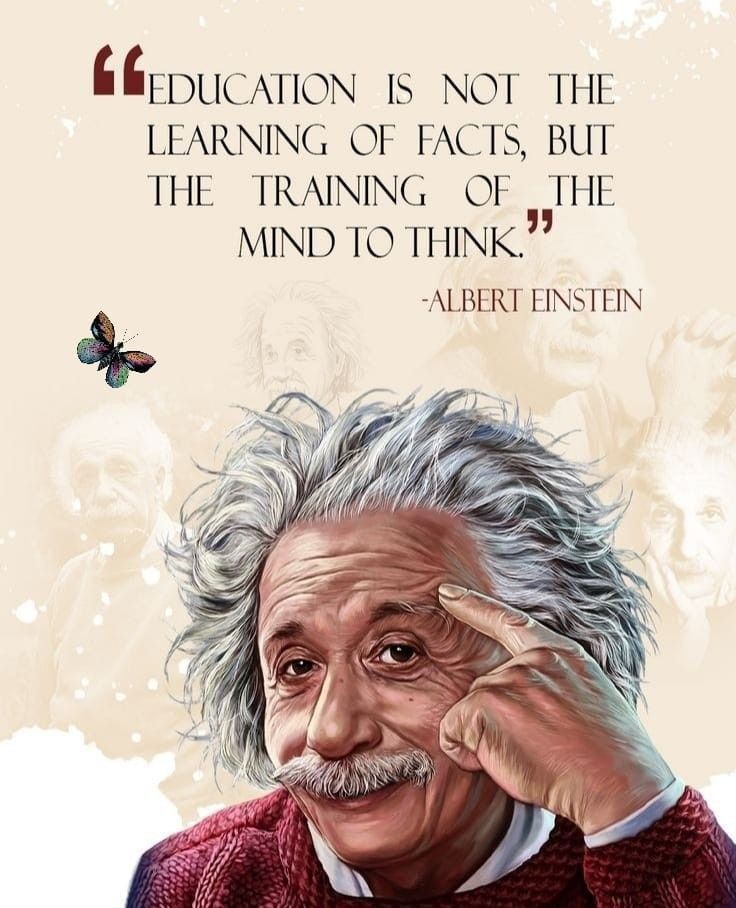 “EDUCATION IS NOT THE
LEARNING OF FACTS, BUT
THE TRAINING OF THE
MIND TO THINK.”
-ALBERT EINSTEIN